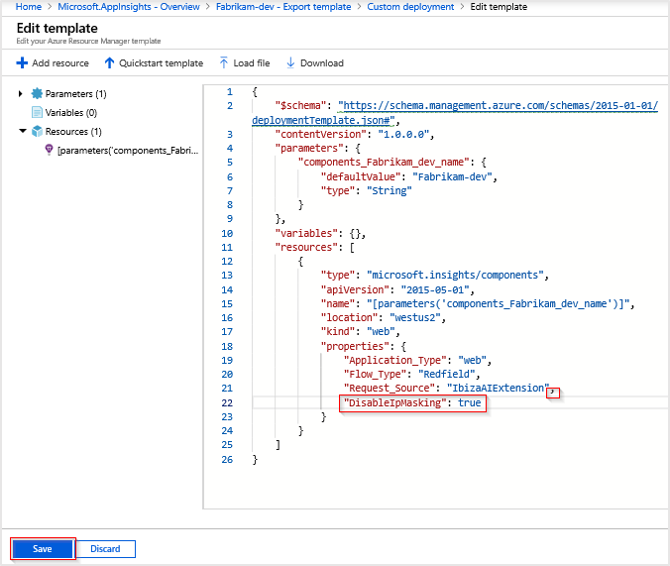 Home > Microsoft.AppInsights - Overview > Fabrikam-dev - Export template > Custom deployment > Edit template
Edit template
Edit your Azure Resource Manager template
Add resource Quickstart template Load file Download
Parameters (1)
Variables (0)
Resources (1)
[parameters('components_Fabri...
1 {
2 "$schema": "https://schema.management.azure.com/schemas/2015-01-01/
deploymentTemplate.json#",
3 "contentVersion": "1.0.0.0",
4 "parameters": {
5 "components_Fabrikam_dev_name": {
6 "defaultValue": "Fabrikam-dev",
7 "type": "String"
8 }
9 },
10 "variables": {},
11 "resources": [
12 {
13 "type": "microsoft.insights/components",
14 "apiVersion": "2015-05-01",
15 "name": "[parameters('components_Fabrikam_dev_name')]",
16 "location": "westus2",
17 "kind": "web",
18 "properties": {
19 "Application_Type": "web",
20 "Flow_Type": "Redfield",
21 "Request_Source": "IbizaAIExtension",
22 "DisableIpMasking": true
23 }
24 }
25 ]
26 }
Save Discard